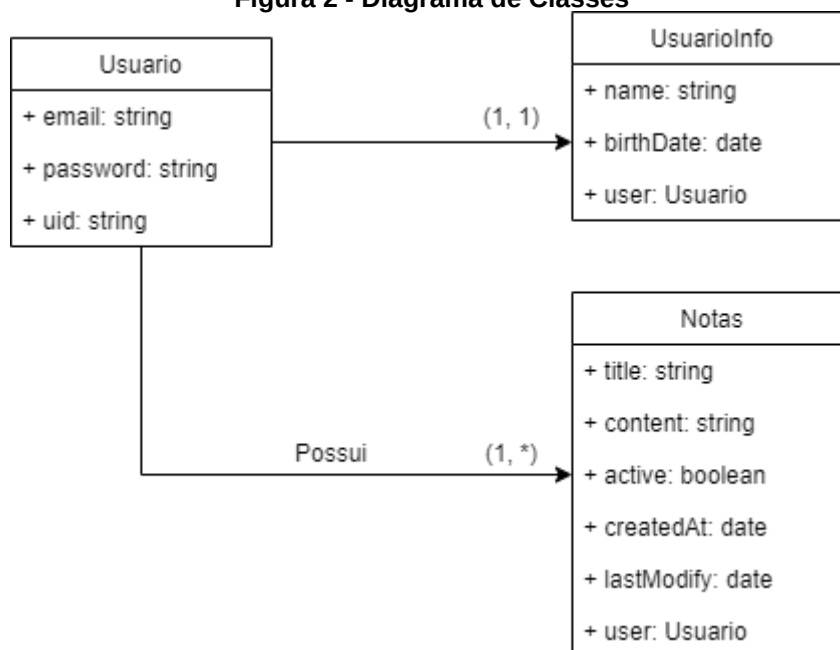 Figura 2 - Diagrama de Classes
Usuario
+ email: string
+ password: string
+ uid: string
(1, 1)
UsuarioInfo
+ name: string
+ birthDate: date
+ user: Usuario
Possui
(1, *)
Notas
+ title: string
+ content: string
+ active: boolean
+ createdAt: date
+ lastModify: date
+ user: Usuario